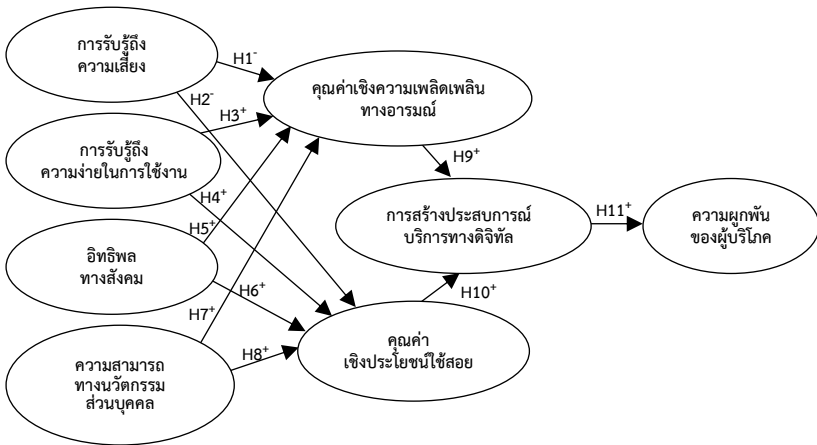 การรับรู้ถึง
ความเสี่ยง
H1⁻
H2⁻
คุณค่าเชิงความเพลิดเพลิน
ทางอารมณ์
H3⁺
การรับรู้ถึง
ความง่ายในการใช้งาน
H4⁺
H9⁺
การสร้างประสบการณ์
บริการทางดิจิทัล
H11⁺
ความผูกพัน
ของผู้บริโภค
H5⁺
อิทธิพล
ทางสังคม
H6⁺
H10⁺
H7⁺
คุณค่า
เชิงประโยชน์ใช้สอย
H8⁺
ความสามารถ
ทางนวัตกรรม
ส่วนบุคคล